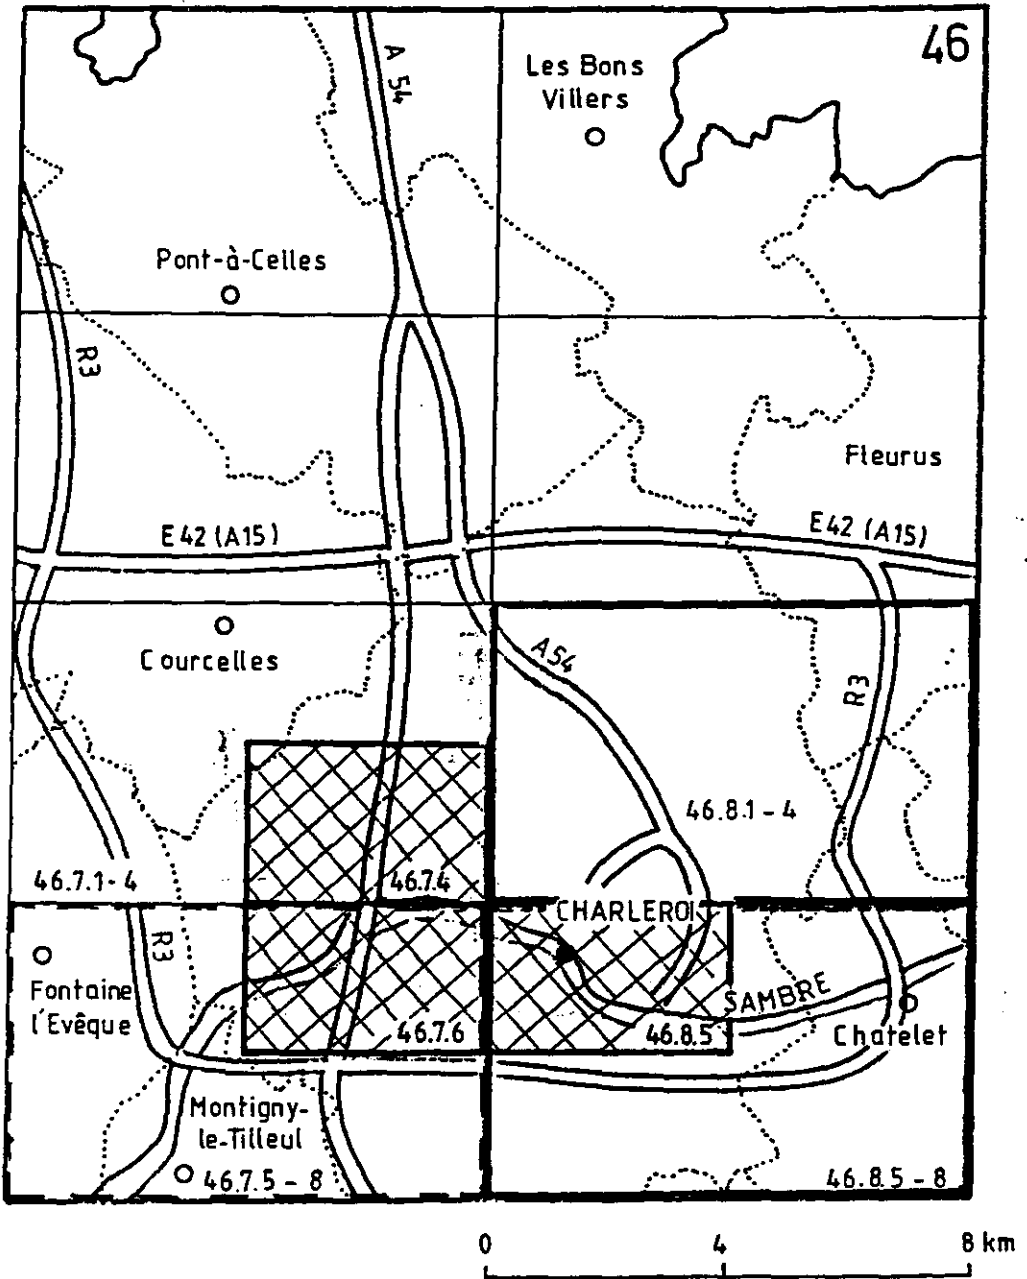 46
A 54
Les Bons
Villers
Pont-à-Celles
R3
Fleurus
E42 (A15)
E42 (A15)
Courcelles
A54
R3
46.8.1 - 4
46.7.1- 4
46.7.4
CHARLEROI
R3
Fontaine
l'Evêque
SAMBRE
46.7.6
46.8.5
Chatelet
Montigny-
le-Tilleul
46.7.5 - 8
46.8.5 - 8
0 4 8 km